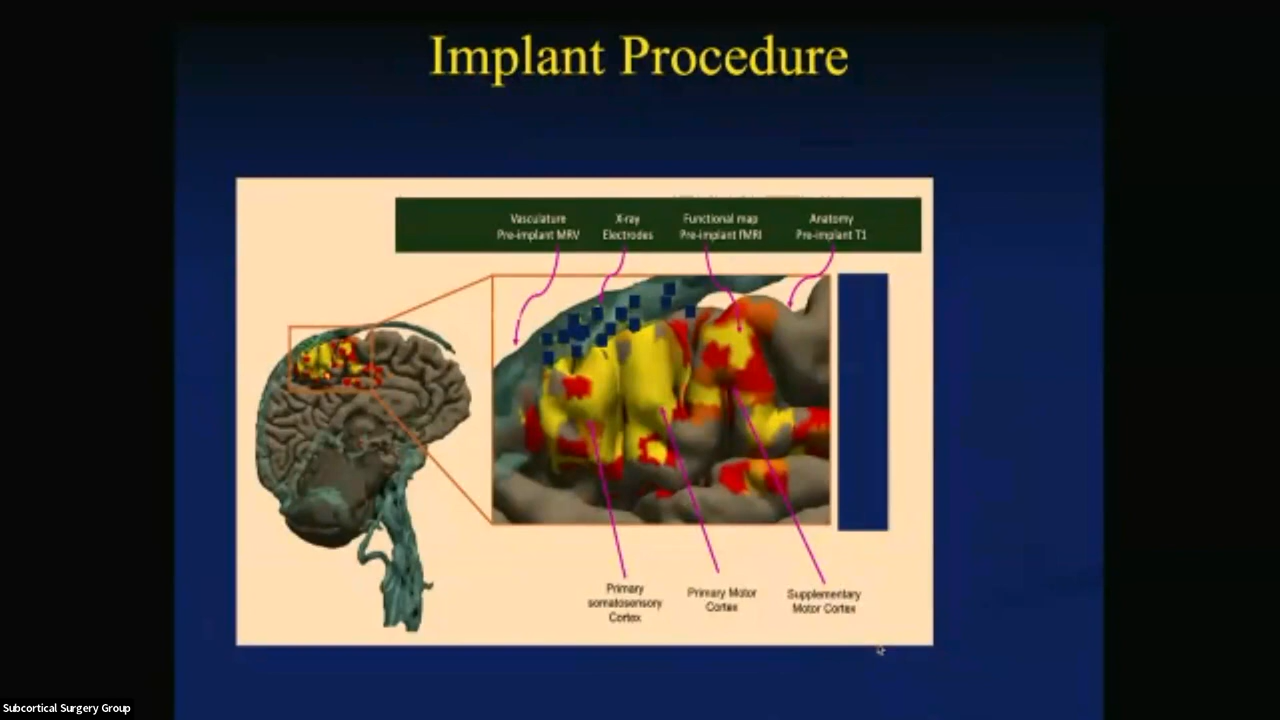 Implant Procedure
Vasculature
Pre-implant MRV
X-ray
Electrodes
Functional map
Pre-implant fMRI
Anatomy
Pre-implant T1
Primary
somatosensory
Cortex
Primary Motor
Cortex
Supplementary
Motor Cortex
Subcortical Surgery Group